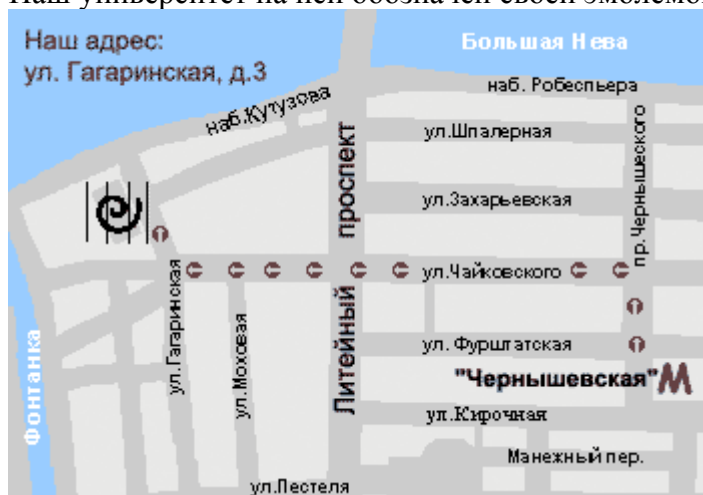 Наш университет на ней обозначен своей эмблемой
Наш адрес:
ул. Гагаринская, д.3
Большая Нева
наб. Робеспьера
наб.Кутузова
ул.Шпалерная
проспект
пр.Чернышеского
ул.Захарьевская
ул.Чайковского
ул.Гагаринская
ул.Моховая
Литейный
Фонтанка
ул. Фурштатская
"Чернышевская" М
ул.Кирочная
Манежный пер.
ул.Пестеля